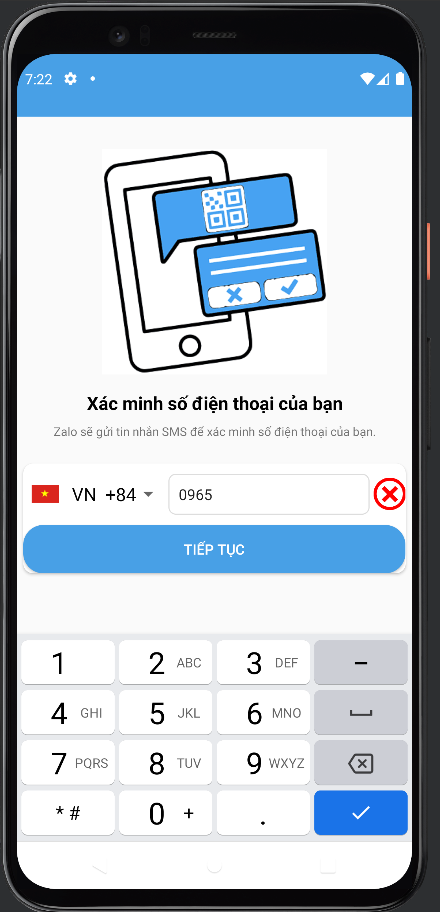 7:22
Xác minh số điện thoại của bạn
Zalo sẽ gửi tin nhắn SMS để xác minh số điện thoại của bạn.
VN +84 0965
TIẾP TỤC
1 2 ABC 3 DEF –
4 GHI 5 JKL 6 MNO
7 PQRS 8 TUV 9 WXYZ
* # 0 + .